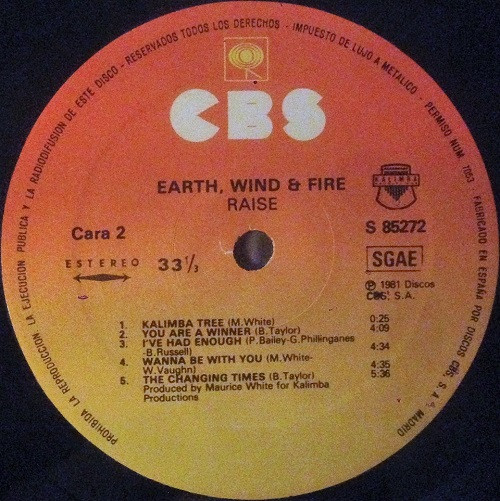 PROHIBIDA LA REPRODUCCION, LA EJECUCION PUBLICA Y LA RADIODIFUSION DE ESTE DISCO - RESERVADOS TODOS LOS DERECHOS - IMPUESTO DE LUJO A METALICO - PERMISO NUM. 7053 FABRICADO EN ESPAÑA POR DISCOS CBS, S. A., MADRID
CBS
EARTH, WIND & FIRE
RAISE
KALIMBA
Cara 2
S 85272
ESTEREO
33 1/3
SGAE
℗ 1981 Discos
CBS, S.A.
1. KALIMBA TREE (M.White) 0:25
2. YOU ARE A WINNER (B.Taylor) 4:09
3. I'VE HAD ENOUGH (P.Bailey-G.Phillinganes
-B.Russell) 4:34
4. WANNA BE WITH YOU (M.White-
W.Vaughn) 4:35
5. THE CHANGING TIMES (B.Taylor) 5:36
Produced by Maurice White for Kalimba
Productions